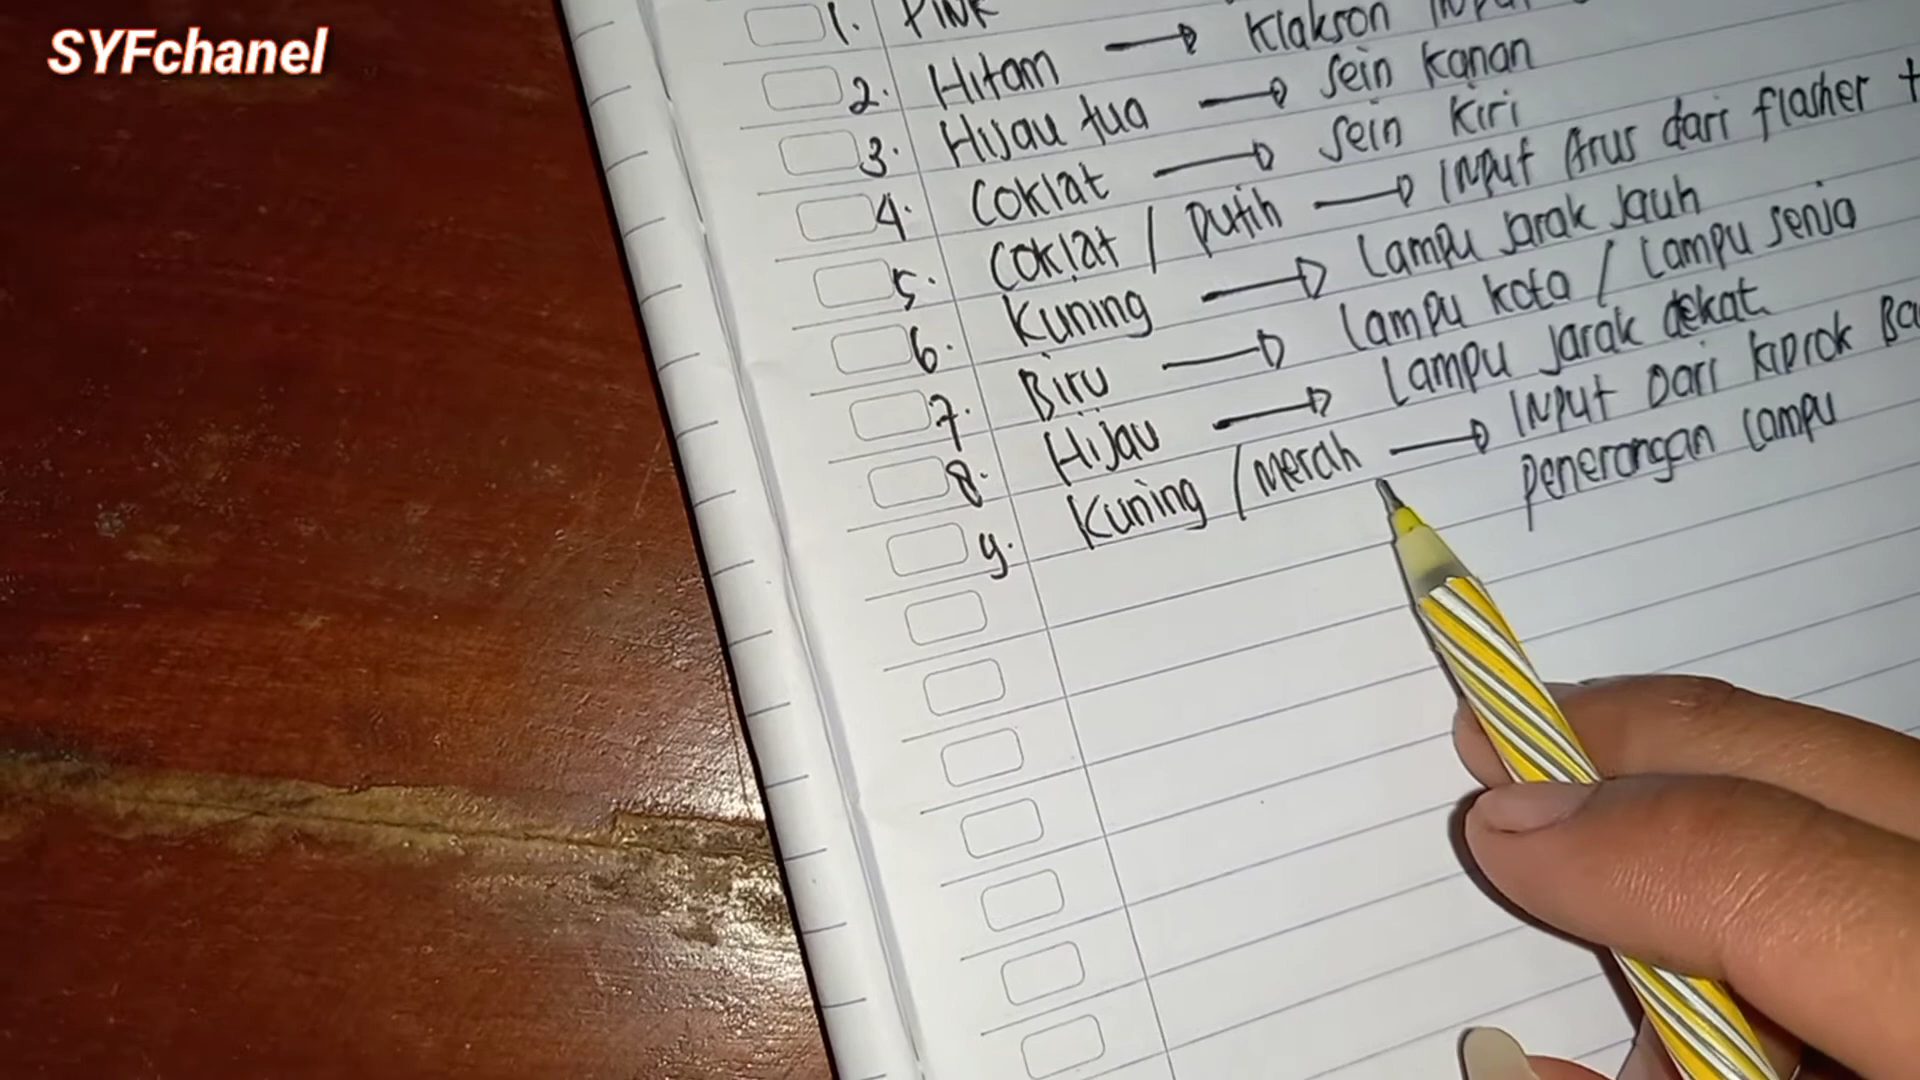 SYFchanel
1. PINK
2. Hitam → Klakson INPUT
3. Hijau tua → Sein Kanan
4. Coklat → Sein Kiri
5. Coklat / Putih → INPUT Arus dari flasher +
6. Kuning → Lampu Jarak Jauh
7. Biru → Lampu kota / Lampu Senja
8. Hijau → Lampu Jarak dekat
9. Kuning / Merah → INPUT Dari Kiprok
penerangan Lampu